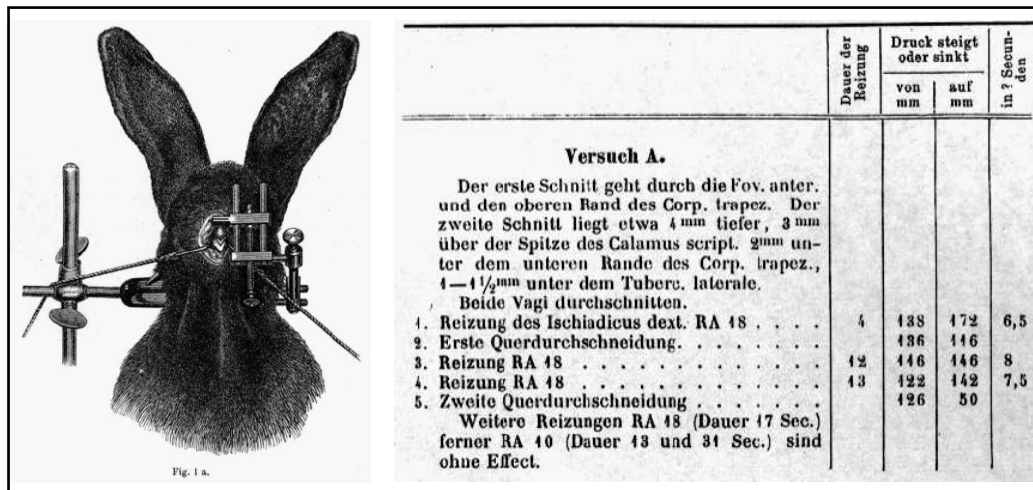 Fig. 1 a.
Dauer der Reizung
Druck steigt oder sinkt
von mm
auf mm
in ? Secunden
Versuch A.
Der erste Schnitt geht durch die Fov. anter.
und den oberen Rand des Corp. trapez. Der
zweite Schnitt liegt etwa 4 mm tiefer, 3 mm
über der Spitze des Calamus script. 2mm un-
ter dem unteren Rande des Corp. trapez.,
1—1½mm unter dem Tuberc. laterale.
Beide Vagi durchschnitten.
1. Reizung des Ischiadicus dext. RA 18 . . . . 4 138 172 6,5
2. Erste Querdurchschneidung. . . . . . . . 136 116
3. Reizung RA 18 . . . . . . . . . . . . . 12 116 146 8
4. Reizung RA 18 . . . . . . . . . . . . . 13 122 142 7,5
5. Zweite Querdurchschneidung . . . . . . . 126 50
Weitere Reizungen RA 18 (Dauer 17 Sec.)
ferner RA 10 (Dauer 13 und 31 Sec.) sind
ohne Effect.